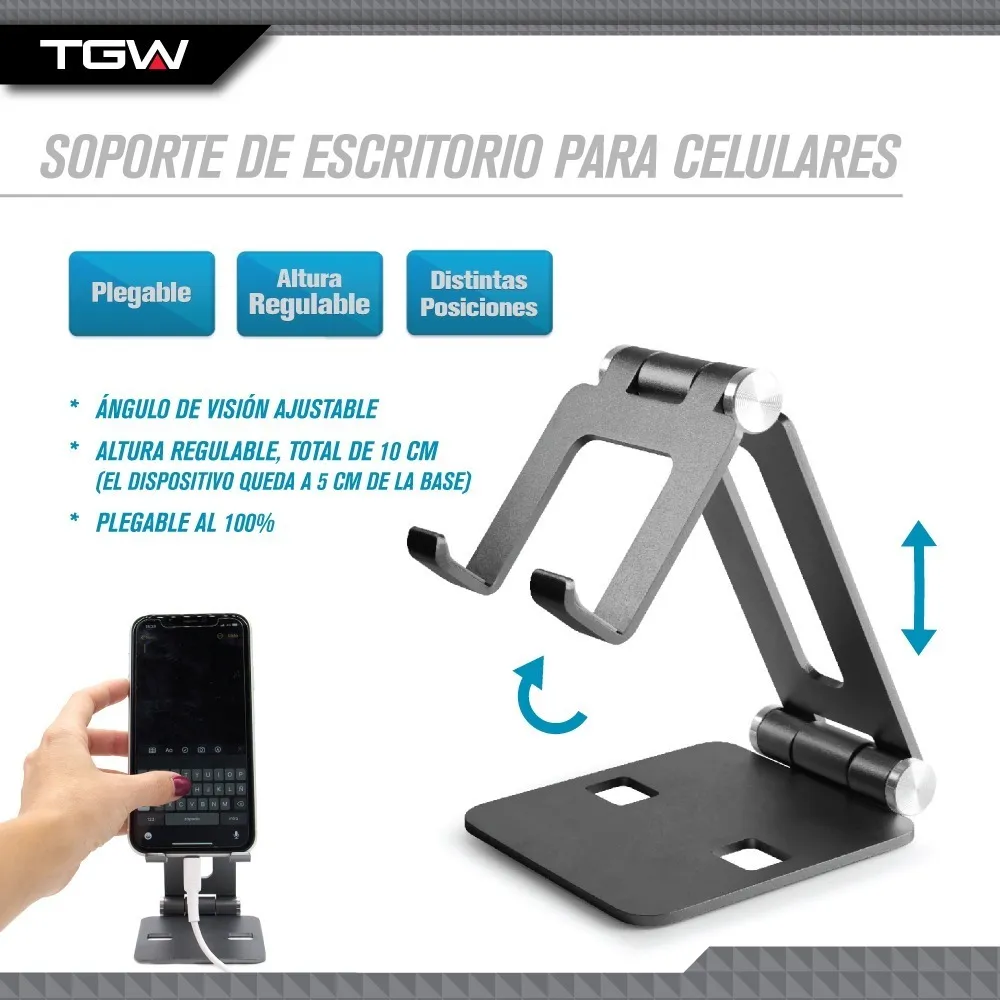 TGW
SOPORTE DE ESCRITORIO PARA CELULARES
Plegable
Altura
Regulable
Distintas
Posiciones
* ÁNGULO DE VISIÓN AJUSTABLE
* ALTURA REGULABLE, TOTAL DE 10 CM
(EL DISPOSITIVO QUEDA A 5 CM DE LA BASE)
* PLEGABLE AL 100%